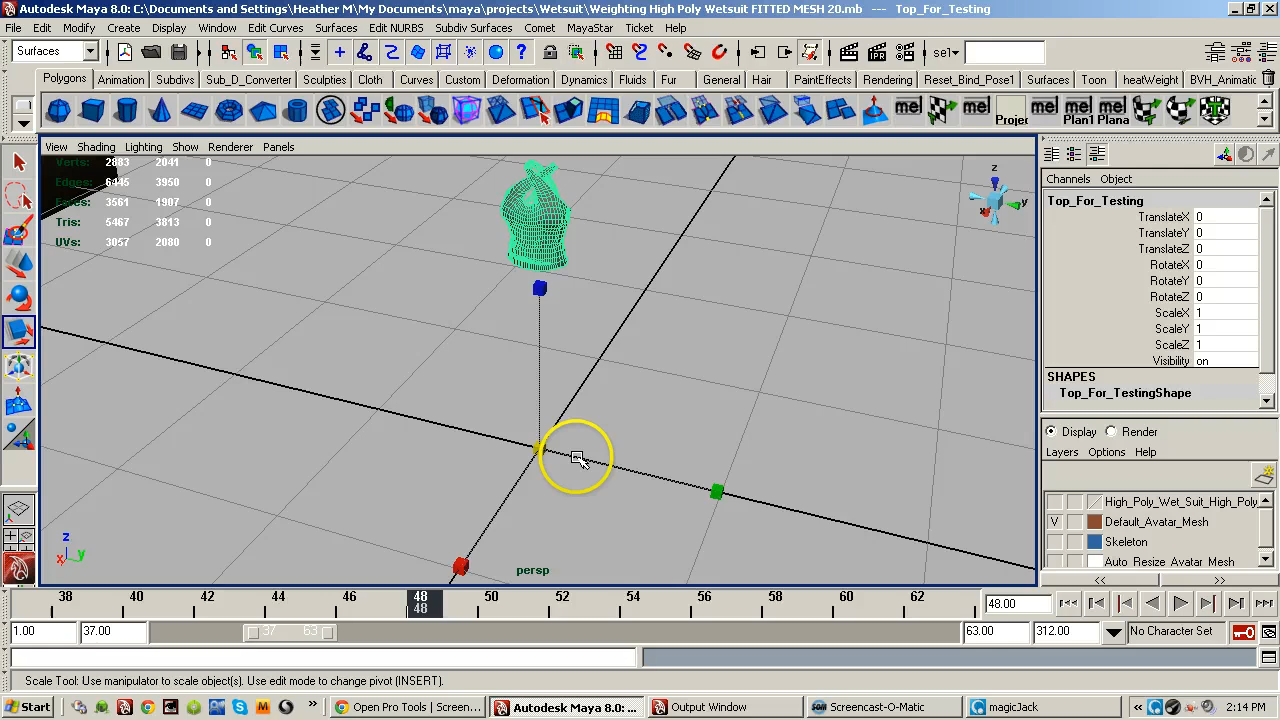 Autodesk Maya 8.0: C:\Documents and Settings\Heather M\My Documents\maya\projects\Wetsuit\Weighting High Poly Wetsuit FITTED MESH 20.mb --- Top_For_Testing
File Edit Modify Create Display Window Edit Curves Surfaces Edit NURBS Subdiv Surfaces Comet MayaStar Ticket Help
Surfaces sel
Polygons Animation Subdivs Sub_D_Converter Sculpties Cloth Curves Custom Deformation Dynamics Fluids Fur General Hair PaintEffects Rendering Reset_Bind_Pose1 Surfaces Toon heatWeight BVH_Animatic
mel mel Projec mel mel mel
Plan1 Plana
View Shading Lighting Show Renderer Panels
Verts: 2883 2041 0
Edges: 6445 3950 0
Faces: 3561 1907 0
Tris: 5467 3813 0
UVs: 3057 2080 0
z
x y
z
x y
persp
Channels Object
Top_For_Testing
TranslateX 0
TranslateY 0
TranslateZ 0
RotateX 0
RotateY 0
RotateZ 0
ScaleX 1
ScaleY 1
ScaleZ 1
Visibility on
SHAPES
Top_For_TestingShape
Display Render
Layers Options Help
High_Poly_Wet_Suit_High_Poly
V Default_Avatar_Mesh
Skeleton
Auto_Resize_Avatar_Mesh
<< >>
38 40 42 44 46 48 50 52 54 56 58 60 62
48
48.00
1.00 37.00 37 63 63.00 312.00 No Character Set
Scale Tool: Use manipulator to scale object(s). Use edit mode to change pivot (INSERT).
Start Open Pro Tools | Screen... Autodesk Maya 8.0: ... Output Window Screencast-O-Matic magicJack 2:14 PM